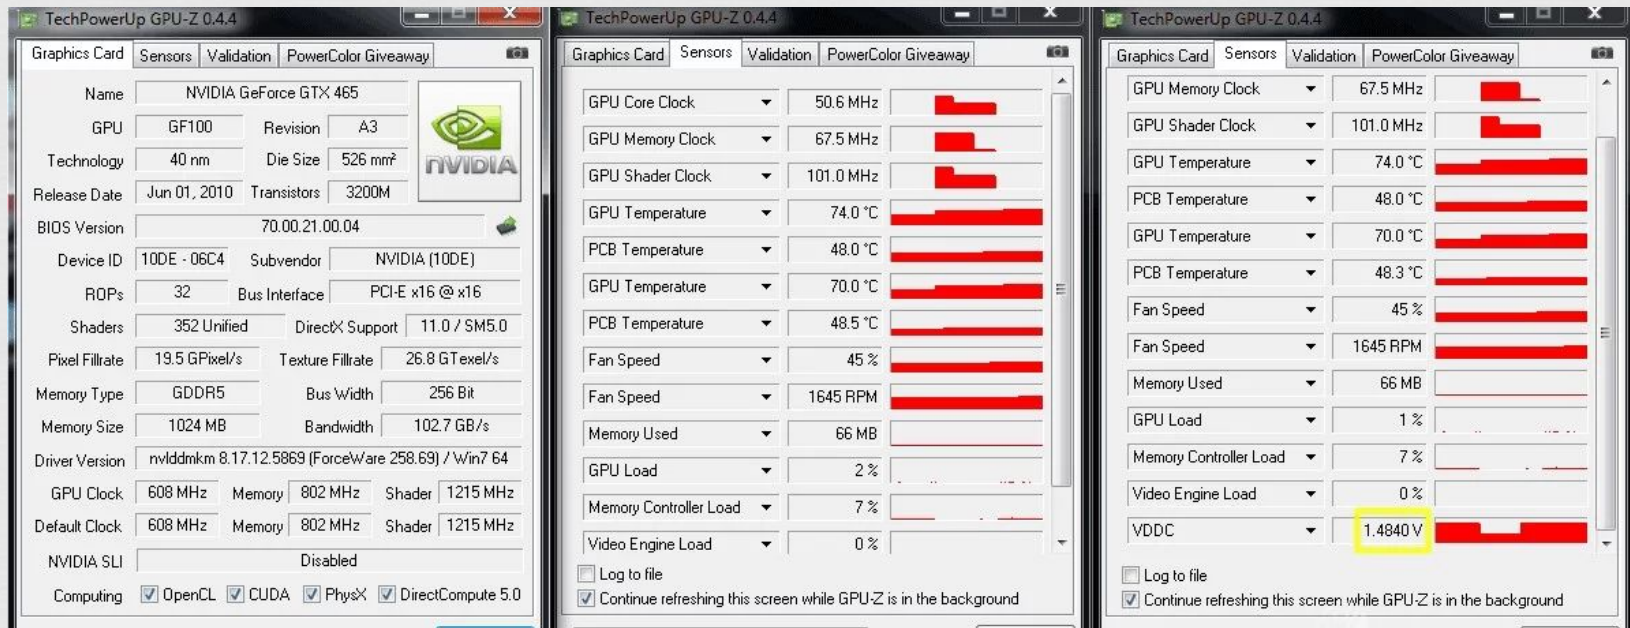 TechPowerUp GPU-Z 0.4.4
Graphics Card Sensors Validation PowerColor Giveaway
Name NVIDIA GeForce GTX 465
GPU GF100 Revision A3
Technology 40 nm Die Size 526 mm²
nVIDIA
Release Date Jun 01, 2010 Transistors 3200M
BIOS Version 70.00.21.00.04
Device ID 10DE - 06C4 Subvendor NVIDIA (10DE)
ROPs 32 Bus Interface PCI-E x16 @ x16
Shaders 352 Unified DirectX Support 11.0 / SM5.0
Pixel Fillrate 19.5 GPixel/s Texture Fillrate 26.8 GTexel/s
Memory Type GDDR5 Bus Width 256 Bit
Memory Size 1024 MB Bandwidth 102.7 GB/s
Driver Version nvlddmkm 8.17.12.5869 (ForceWare 258.69) / Win7 64
GPU Clock 608 MHz Memory 802 MHz Shader 1215 MHz
Default Clock 608 MHz Memory 802 MHz Shader 1215 MHz
NVIDIA SLI Disabled
Computing OpenCL CUDA PhysX DirectCompute 5.0
TechPowerUp GPU-Z 0.4.4
Graphics Card Sensors Validation PowerColor Giveaway
GPU Core Clock 50.6 MHz
GPU Memory Clock 67.5 MHz
GPU Shader Clock 101.0 MHz
GPU Temperature 74.0 °C
PCB Temperature 48.0 °C
GPU Temperature 70.0 °C
PCB Temperature 48.5 °C
Fan Speed 45 %
Fan Speed 1645 RPM
Memory Used 66 MB
GPU Load 2 %
Memory Controller Load 7 %
Video Engine Load 0 %
Log to file
Continue refreshing this screen while GPU-Z is in the background
TechPowerUp GPU-Z 0.4.4
Graphics Card Sensors Validation PowerColor Giveaway
GPU Memory Clock 67.5 MHz
GPU Shader Clock 101.0 MHz
GPU Temperature 74.0 °C
PCB Temperature 48.0 °C
GPU Temperature 70.0 °C
PCB Temperature 48.3 °C
Fan Speed 45 %
Fan Speed 1645 RPM
Memory Used 66 MB
GPU Load 1 %
Memory Controller Load 7 %
Video Engine Load 0 %
VDDC 1.4840 V
Log to file
Continue refreshing this screen while GPU-Z is in the background